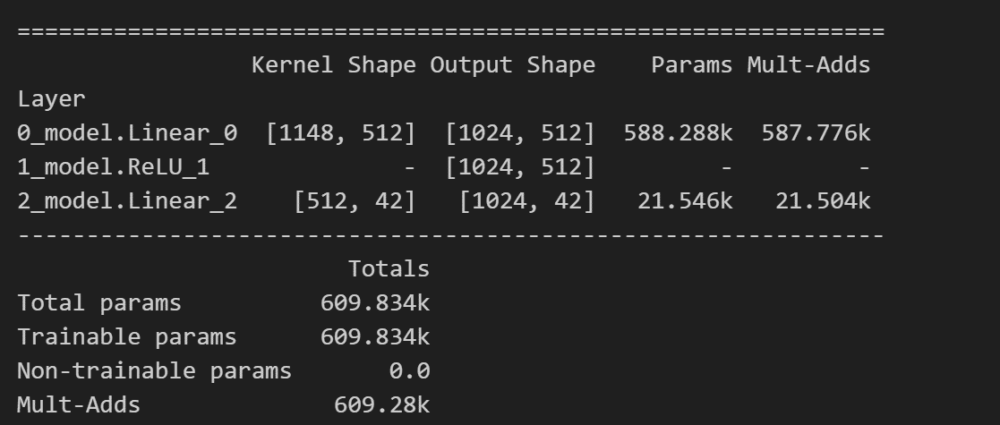 ===============================================================
                 Kernel Shape Output Shape    Params Mult-Adds
Layer
0_model.Linear_0  [1148, 512]  [1024, 512]  588.288k  587.776k
1_model.ReLU_1              -  [1024, 512]         -         -
2_model.Linear_2    [512, 42]   [1024, 42]   21.546k   21.504k
---------------------------------------------------------------
                        Totals
Total params          609.834k
Trainable params      609.834k
Non-trainable params       0.0
Mult-Adds              609.28k